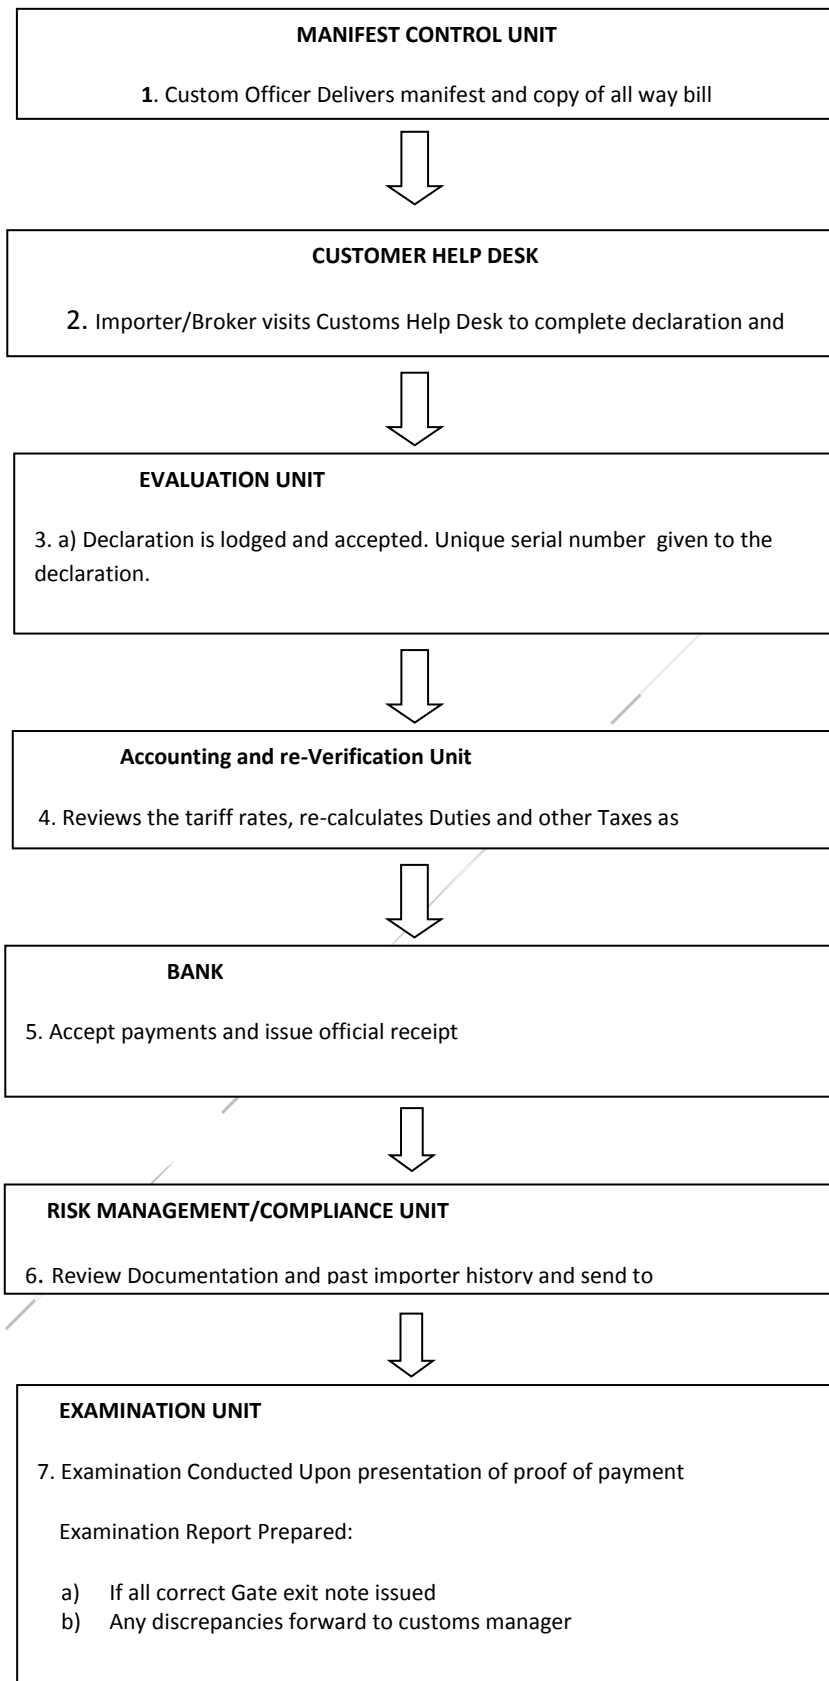 MANIFEST CONTROL UNIT
1. Custom Officer Delivers manifest and copy of all way bill
CUSTOMER HELP DESK
2. Importer/Broker visits Customs Help Desk to complete declaration and
EVALUATION UNIT
3. a) Declaration is lodged and accepted. Unique serial number given to the
declaration.
Accounting and re-Verification Unit
4. Reviews the tariff rates, re-calculates Duties and other Taxes as
BANK
5. Accept payments and issue official receipt
RISK MANAGEMENT/COMPLIANCE UNIT
6. Review Documentation and past importer history and send to
EXAMINATION UNIT
7. Examination Conducted Upon presentation of proof of payment
Examination Report Prepared:
a) If all correct Gate exit note issued
b) Any discrepancies forward to customs manager